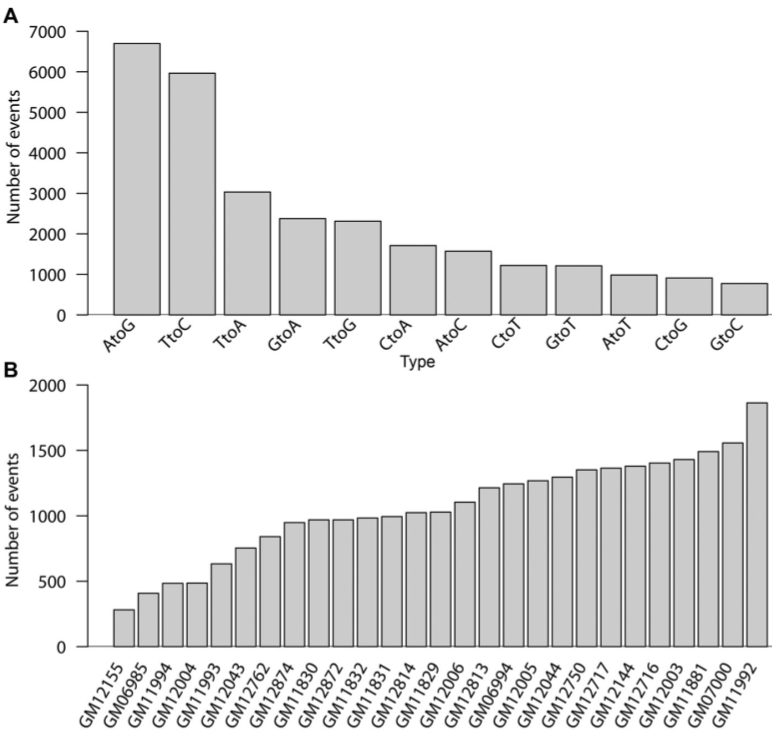 A
Number of events
7000
6000
5000
4000
3000
2000
1000
0
AtoG
TtoC
TtoA
GtoA
TtoG
CtoA
AtoC
CtoT
GtoT
AtoT
CtoG
GtoC
Type
B
Number of events
2000
1500
1000
500
0
GM12155
GM06985
GM11994
GM12004
GM11993
GM12043
GM12762
GM12874
GM11830
GM12872
GM11832
GM11831
GM12814
GM11829
GM12006
GM12813
GM06994
GM12005
GM12044
GM12750
GM12717
GM12144
GM12716
GM12003
GM11881
GM07000
GM11992